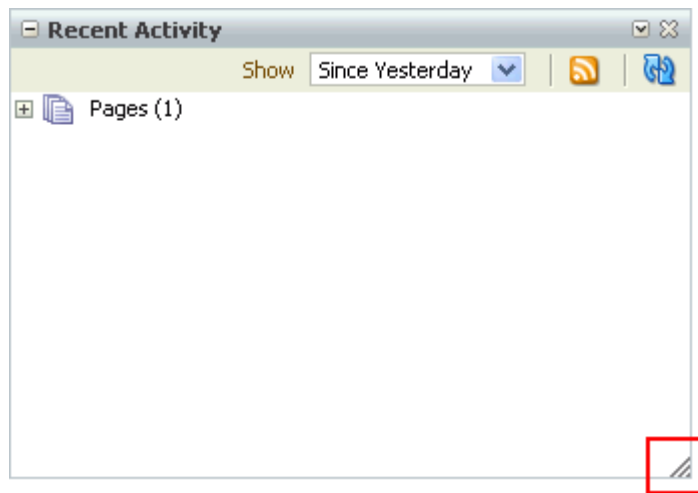 Recent Activity
Show Since Yesterday
Pages (1)